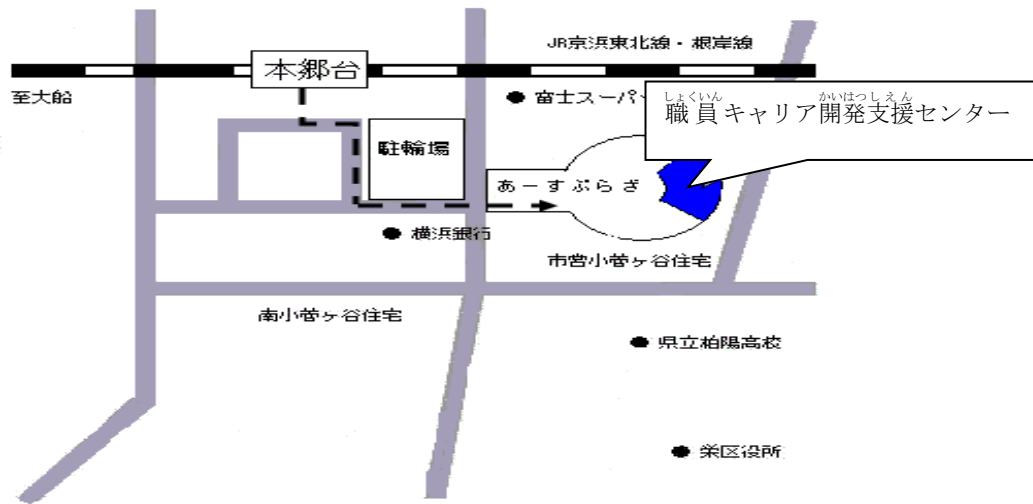 JR京浜東北線・根岸線
本郷台
至大船
富士スーパー
しょくいん かいはつしえん
職員キャリア開発支援センター
駐輪場
あーすぷらざ
横浜銀行
市営小菅ヶ谷住宅
南小菅ヶ谷住宅
県立柏陽高校
栄区役所